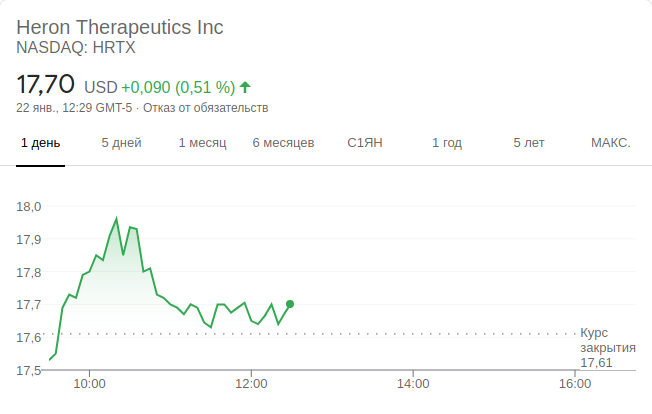 Heron Therapeutics Inc
NASDAQ: HRTX
17,70 USD +0,090 (0,51 %)
22 янв., 12:29 GMT-5 · Отказ от обязательств
1 день 5 дней 1 месяц 6 месяцев С1ЯН 1 год 5 лет МАКС.
18,0
17,9
17,8
17,7
17,6
17,5
Курс
закрытия
17,61
10:00 12:00 14:00 16:00